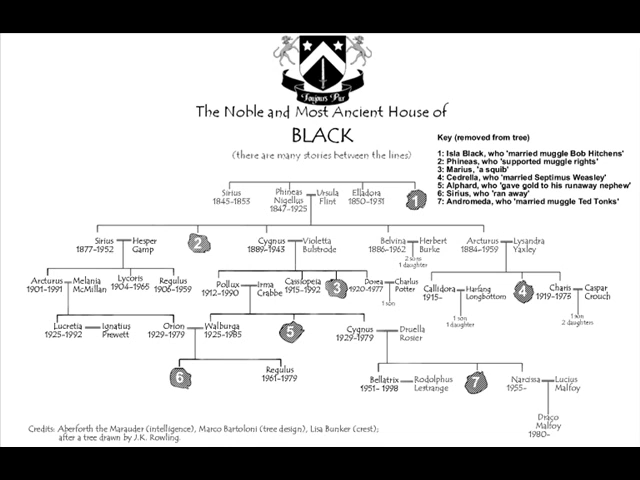 Toujours Pur
The Noble and Most Ancient House of
BLACK
(there are many stories between the lines)
Key (removed from tree)
1: Isla Black, who 'married muggle Bob Hitchens'
2: Phineas, who 'supported muggle rights'
3: Marius, 'a squib'
4: Cedrella, who 'married Septimus Weasley'
5: Alphard, who 'gave gold to his runaway nephew'
6: Sirius, who 'ran away'
7: Andromeda, who 'married muggle Ted Tonks'
Sirius
1845-1853
Phineas
Nigellus
1847-1925
Ursula
Flint
Elladora
1850-1931
1
Sirius
1877-1952
Hesper
Gamp
2
Cygnus
1889-1943
Violetta
Bulstrode
Belvina
1886-1962
Herbert
Burke
2 sons
1 daughter
Arcturus
1884-1959
Lysandra
Yaxley
Arcturus
1901-1991
Melania
McMillan
Lycoris
1904-1965
Regulus
1906-1959
Pollux
1912-1990
Irma
Crabbe
Cassiopeia
1915-1992
3
Dorea
1920-1977
Charlus
Potter
1 son
Callidora
1915-
Harfang
Longbottom
1 son
1 daughter
4
Charis
1919-1973
Caspar
Crouch
1 son
2 daughters
Lucretia
1925-1992
Ignatius
Prewett
Orion
1929-1979
Walburga
1925-1985
5
Cygnus
1929-1979
Druella
Rosier
6
Regulus
1961-1979
Bellatrix
1951- 1998
Rodolphus
Lestrange
7
Narcissa
1955-
Lucius
Malfoy
Draco
Malfoy
1980-
Credits: Aberforth the Marauder (intelligence), Marco Bartoloni (tree design), Lisa Bunker (crest);
after a tree drawn by J.K. Rowling.